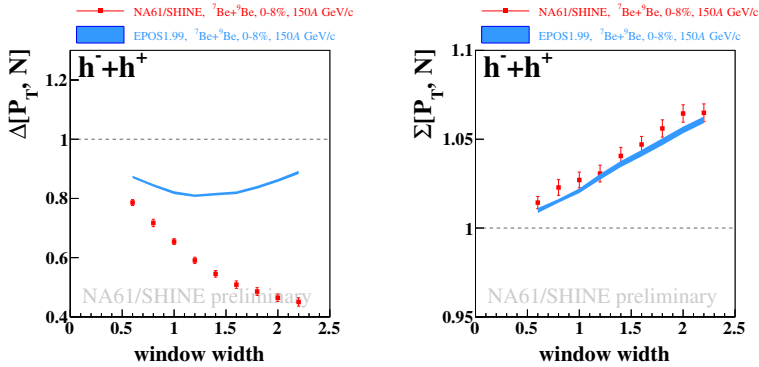 NA61/SHINE, ⁷Be+⁹Be, 0-8%, 150A GeV/c
EPOS1.99, ⁷Be+⁹Be, 0-8%, 150A GeV/c
h⁻+h⁺
Δ[P_T, N]
1.2
1
0.8
0.6
0.4
NA61/SHINE preliminary
0 0.5 1 1.5 2 2.5
window width
NA61/SHINE, ⁷Be+⁹Be, 0-8%, 150A GeV/c
EPOS1.99, ⁷Be+⁹Be, 0-8%, 150A GeV/c
h⁻+h⁺
Σ[P_T, N]
1.1
1.05
1
0.95
NA61/SHINE preliminary
0 0.5 1 1.5 2 2.5
window width